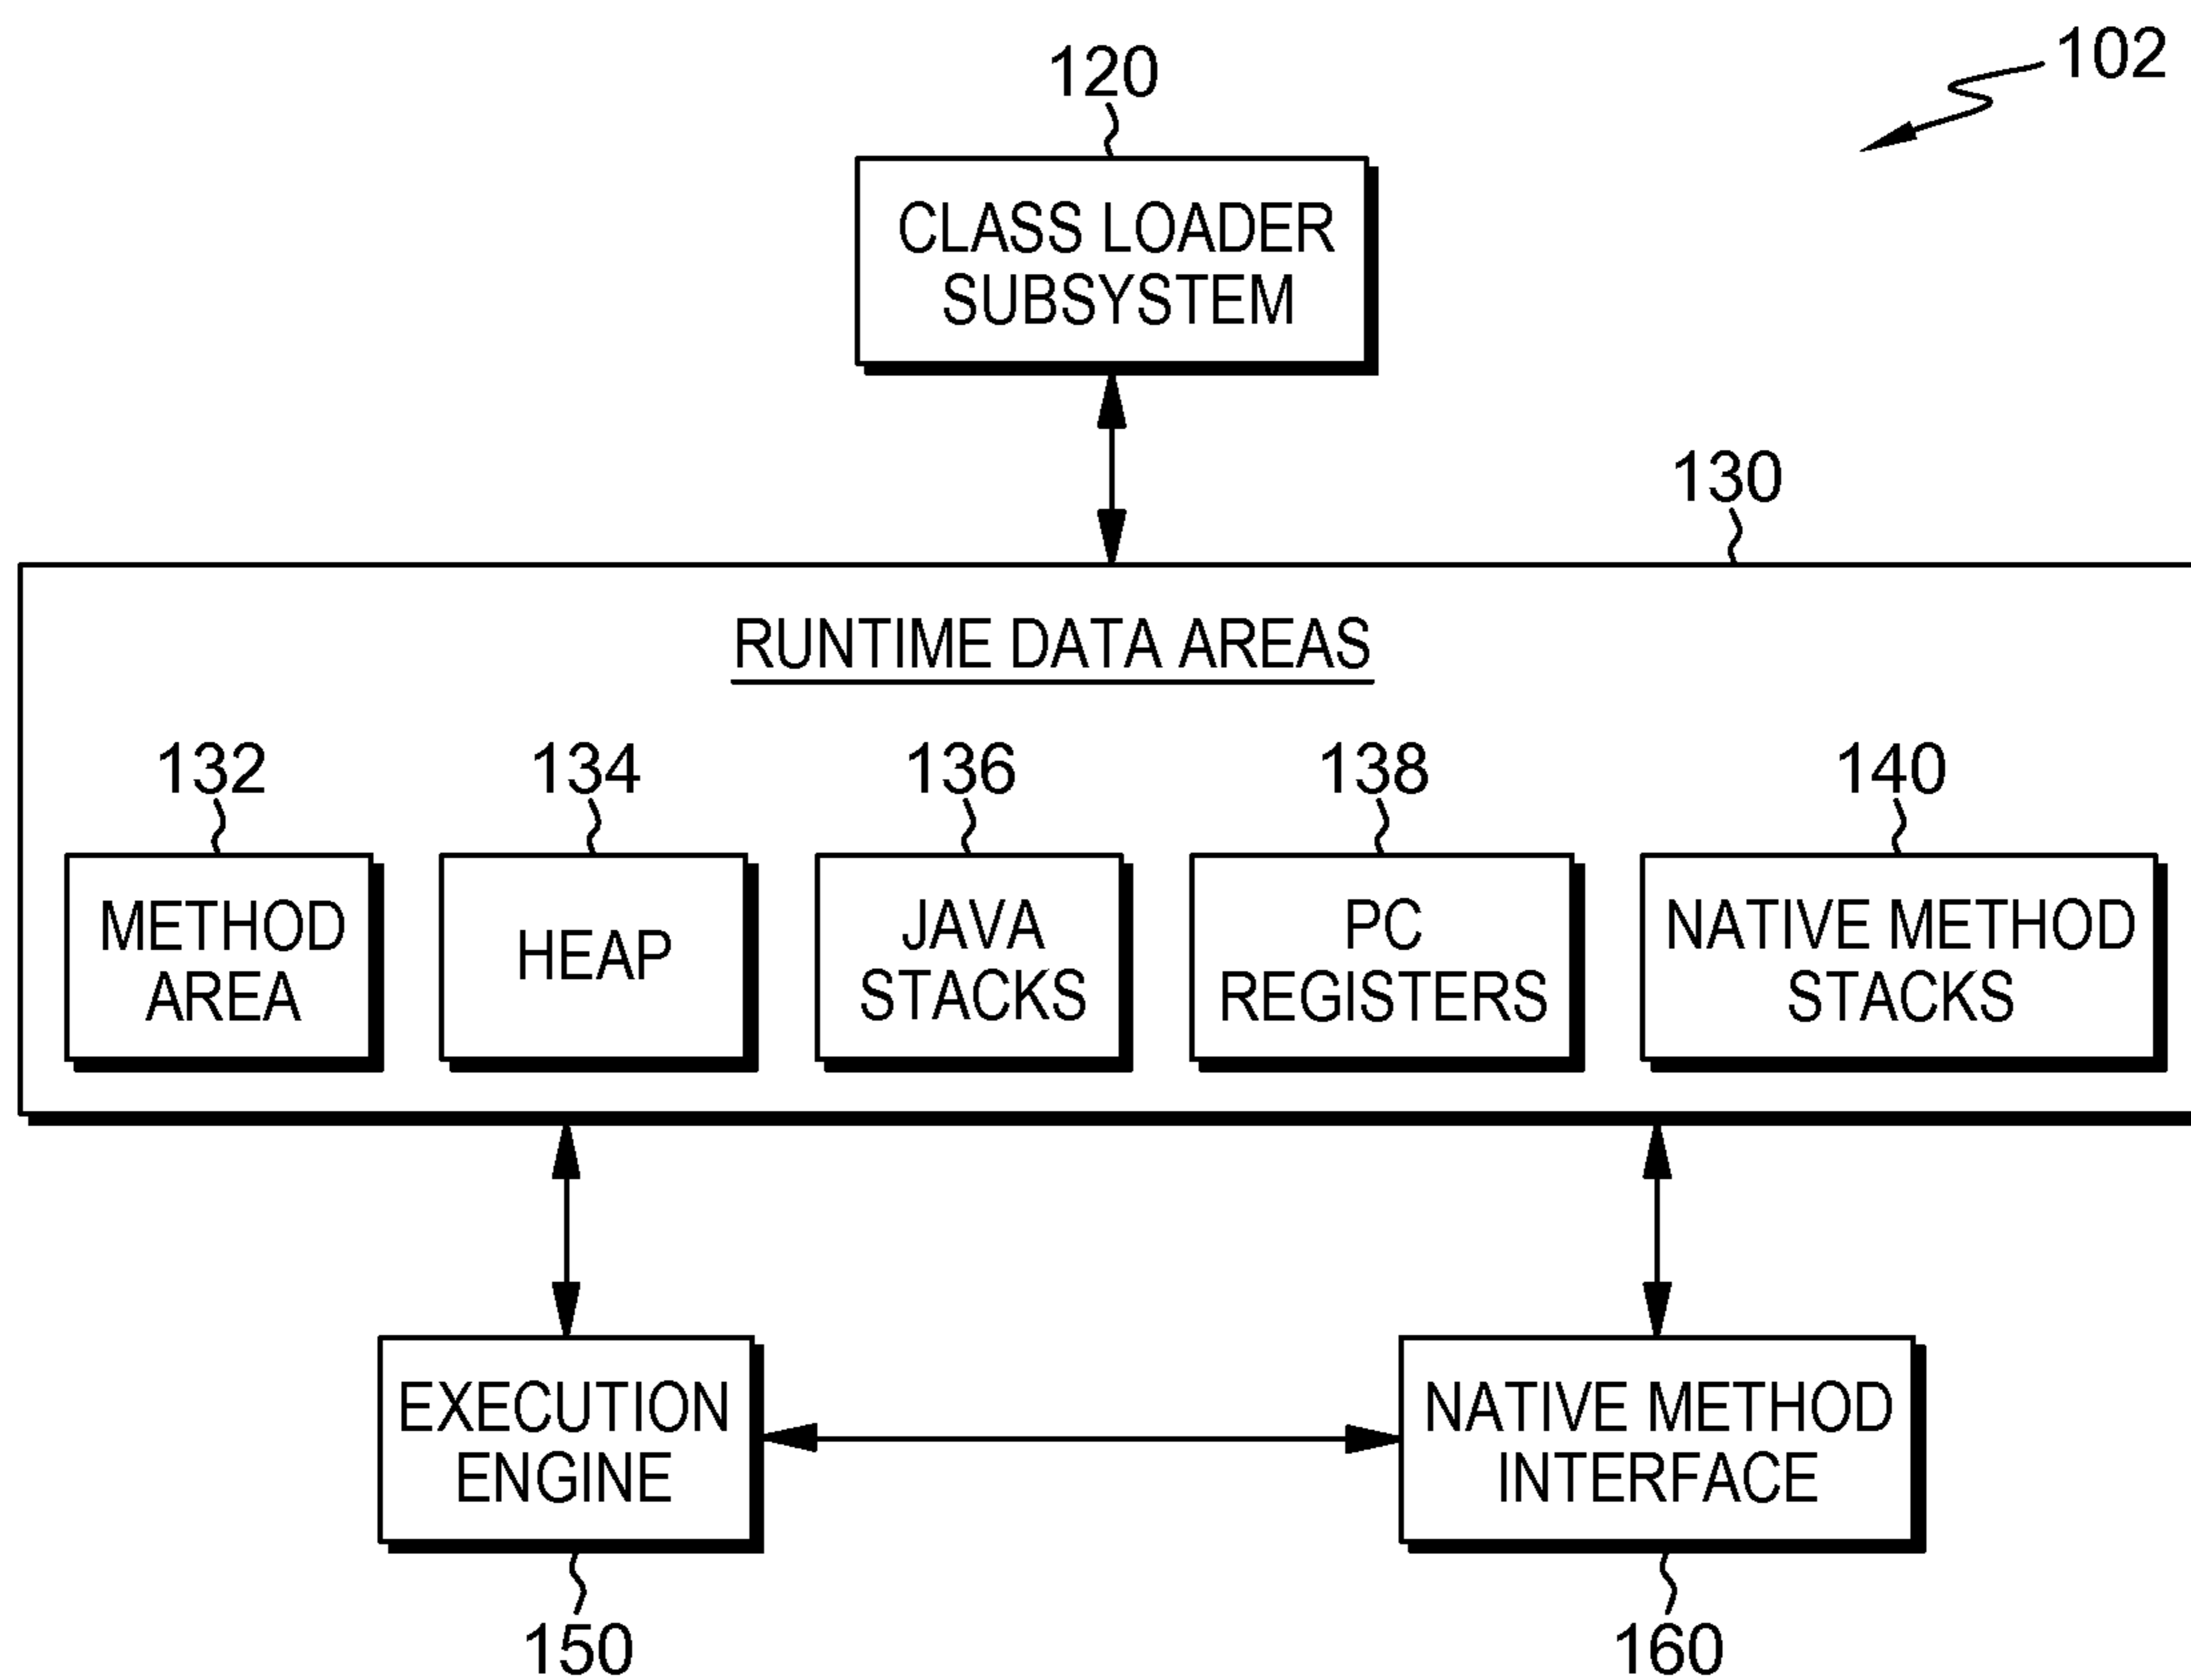 102
120
CLASS LOADER
SUBSYSTEM
130
RUNTIME DATA AREAS
132
134
136
138
140
METHOD
AREA
HEAP
JAVA
STACKS
PC
REGISTERS
NATIVE METHOD
STACKS
EXECUTION
ENGINE
NATIVE METHOD
INTERFACE
150
160